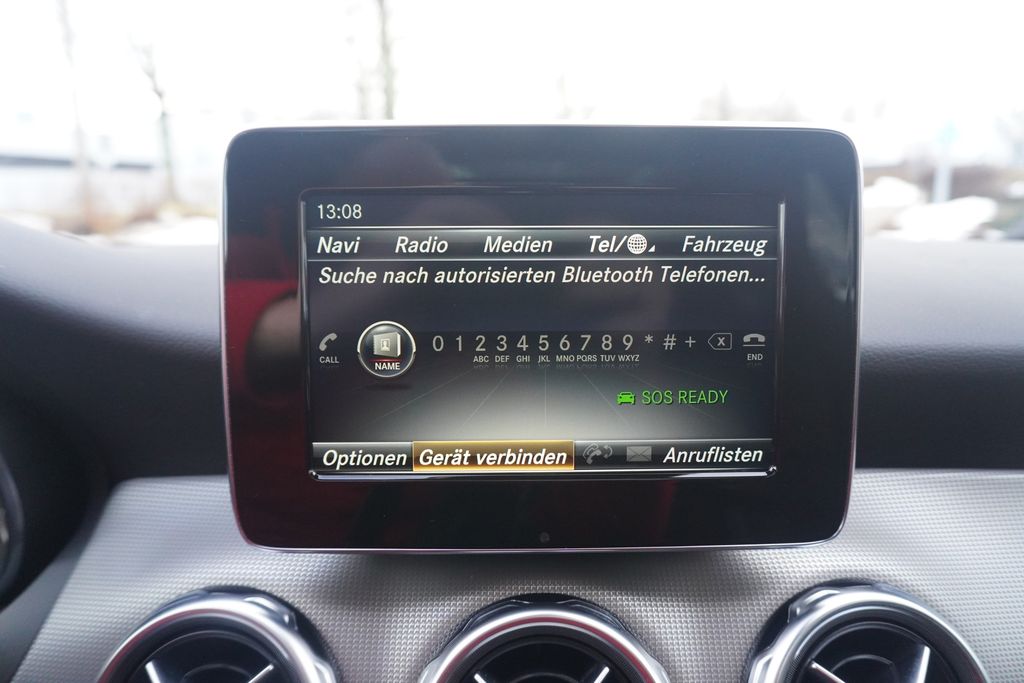 13:08
Navi Radio Medien Tel/ Fahrzeug
Suche nach autorisierten Bluetooth Telefonen...
0 1 2 3 4 5 6 7 8 9 * # + X
CALL NAME ABC DEF GHI JKL MNO PQRS TUV WXYZ END
SOS READY
Optionen Gerät verbinden Anruflisten